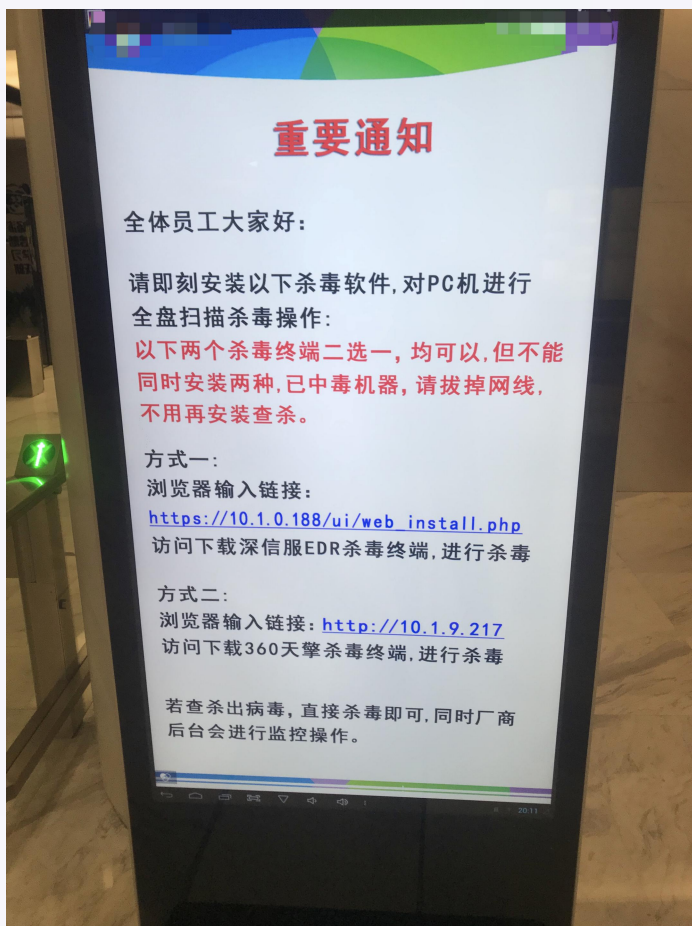 重要通知
全体员工大家好：
请即刻安装以下杀毒软件,对PC机进行
全盘扫描杀毒操作:
以下两个杀毒终端二选一，均可以,但不能
同时安装两种,已中毒机器，请拔掉网线,
不用再安装查杀。
方式一:
浏览器输入链接：
https://10.1.0.188/ui/web_install.php
访问下载深信服EDR杀毒终端,进行杀毒
方式二:
浏览器输入链接：http://10.1.9.217
访问下载360天擎杀毒终端,进行杀毒
若查杀出病毒，直接杀毒即可,同时厂商
后台会进行监控操作。
20:11